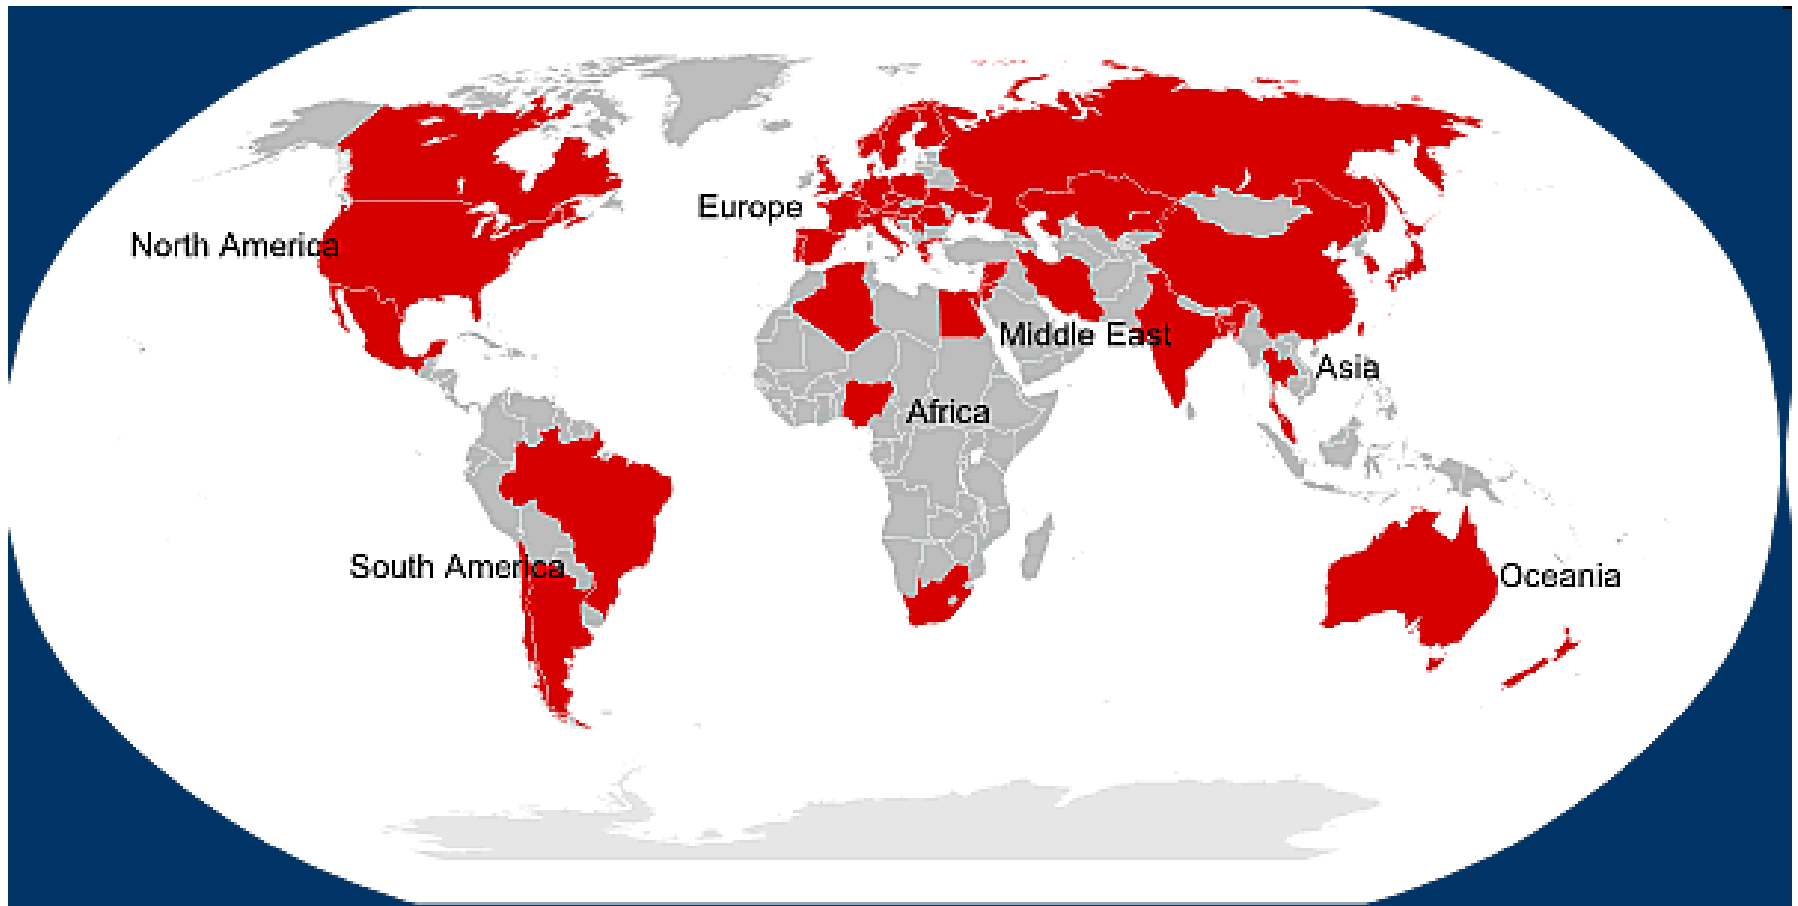 Europe
North America
Middle East
Asia
Africa
South America
Oceania